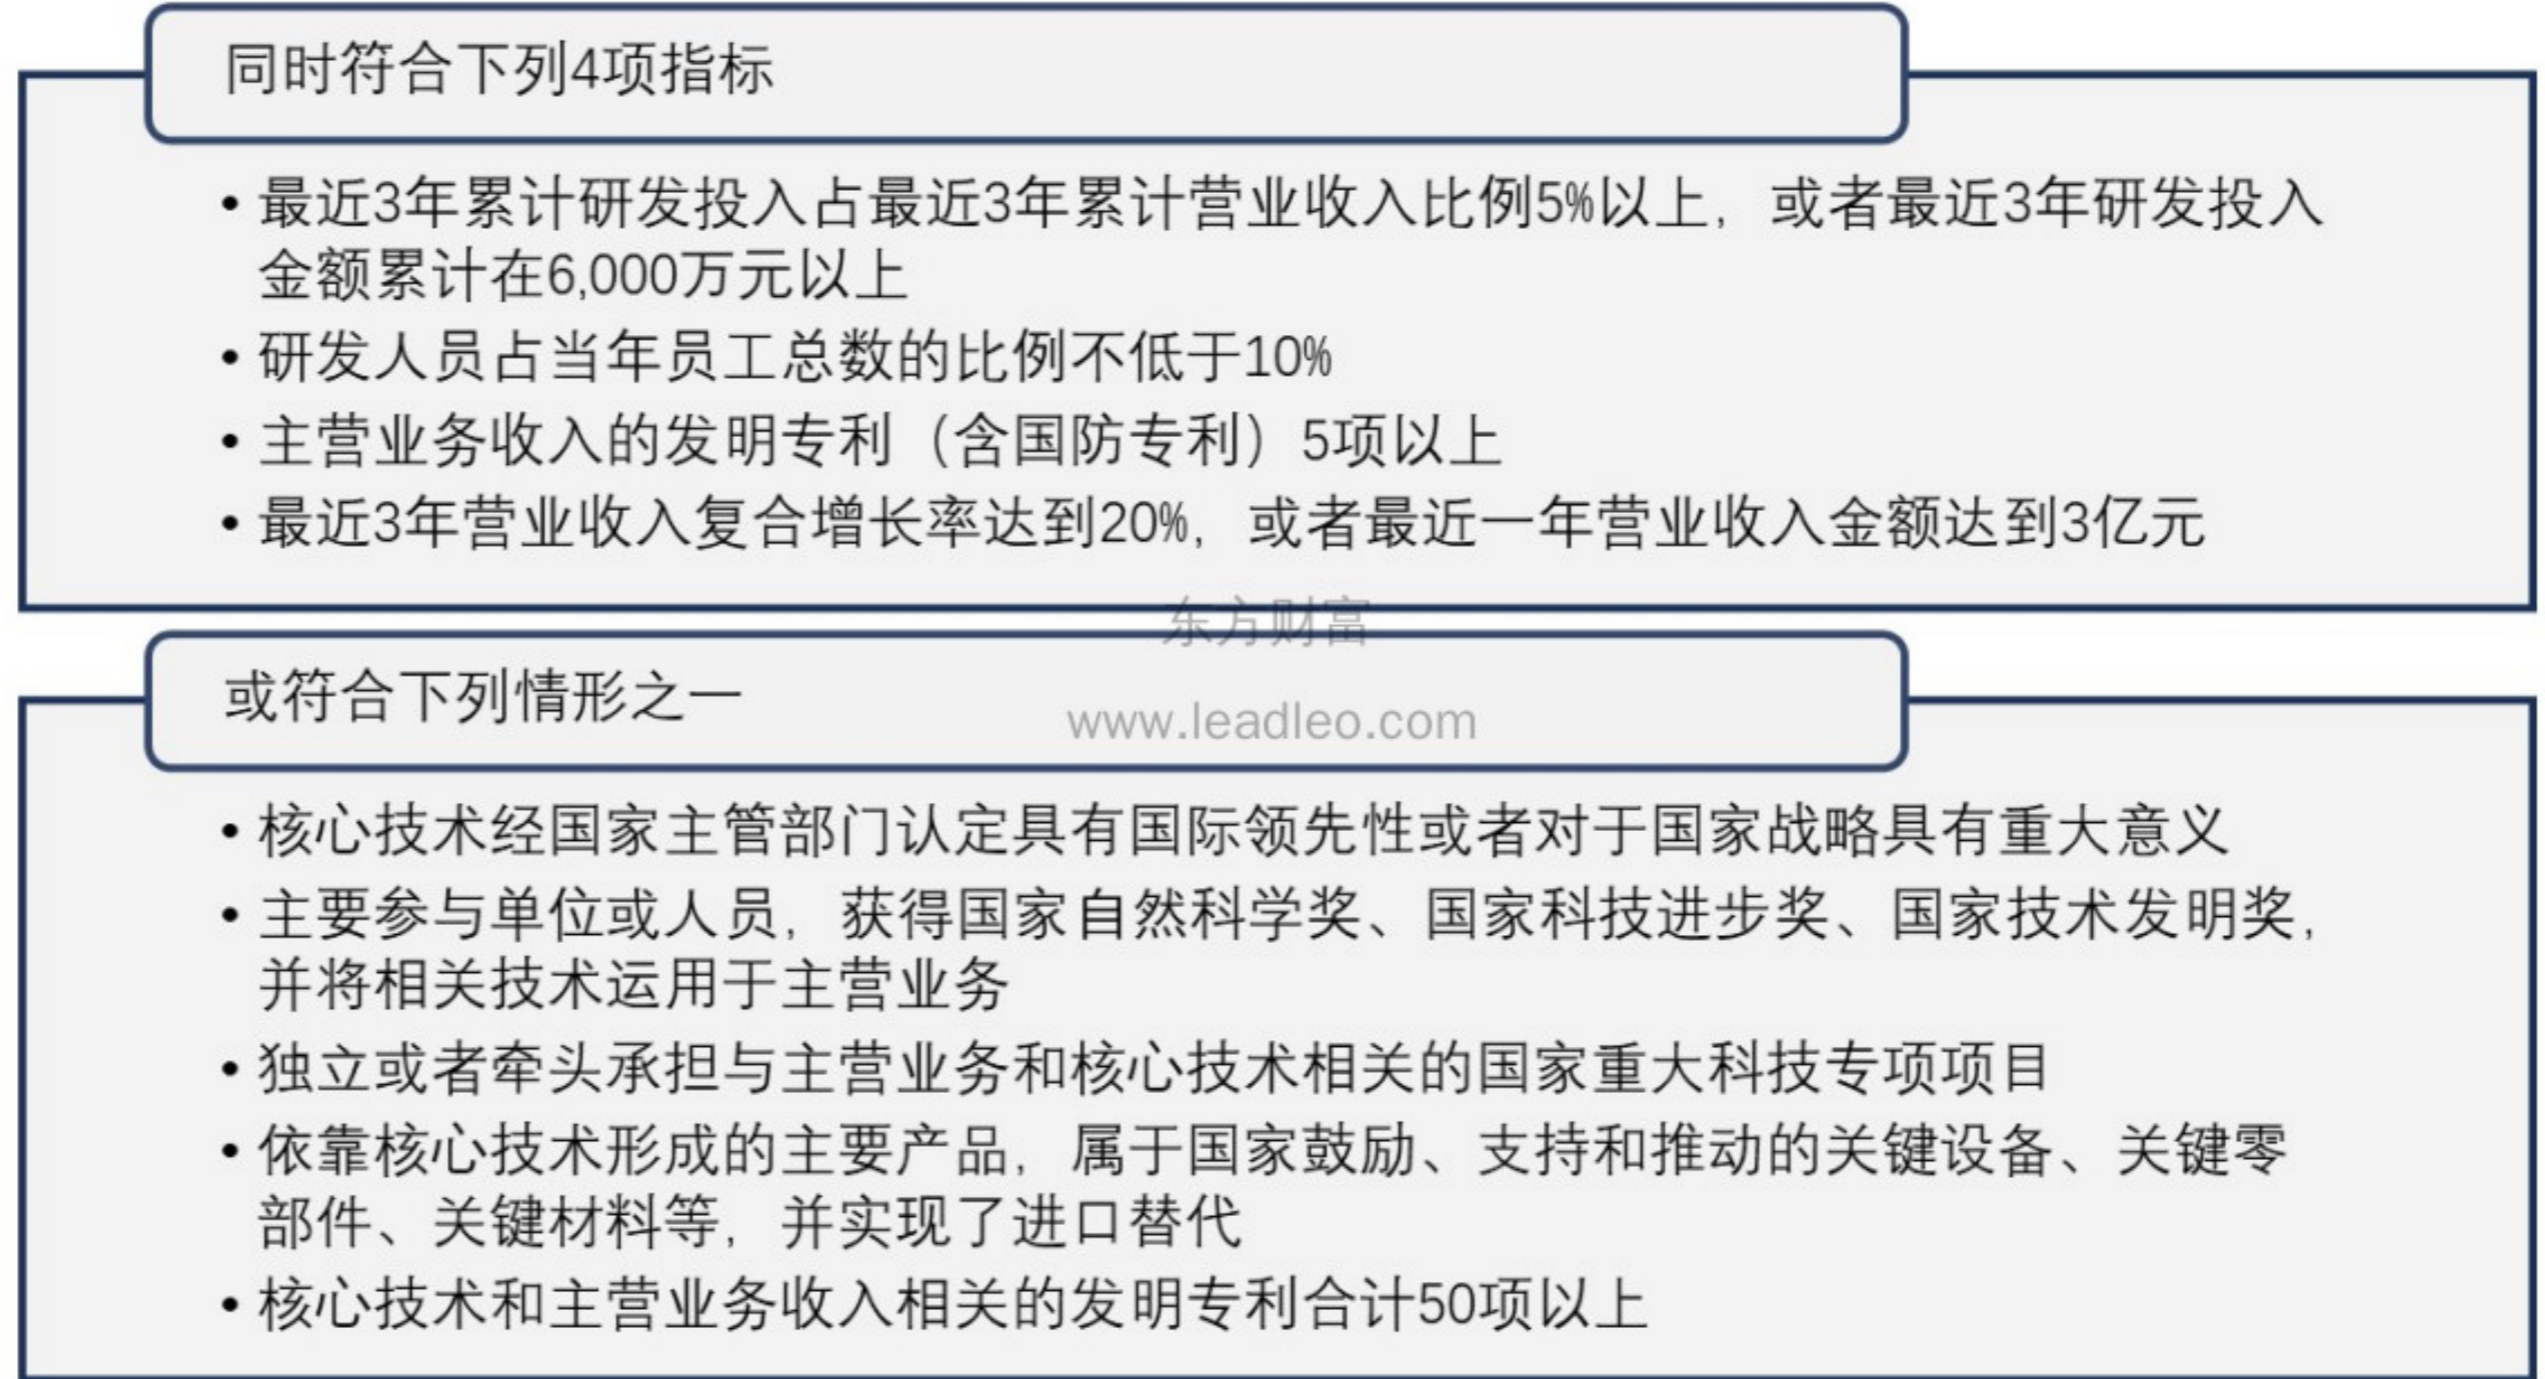 同时符合下列4项指标
• 最近3年累计研发投入占最近3年累计营业收入比例5%以上，或者最近3年研发投入
金额累计在6,000万元以上
• 研发人员占当年员工总数的比例不低于10%
• 主营业务收入的发明专利（含国防专利）5项以上
• 最近3年营业收入复合增长率达到20%，或者最近一年营业收入金额达到3亿元
东方财富
或符合下列情形之一
www.leadleo.com
• 核心技术经国家主管部门认定具有国际领先性或者对于国家战略具有重大意义
• 主要参与单位或人员，获得国家自然科学奖、国家科技进步奖、国家技术发明奖，
并将相关技术运用于主营业务
• 独立或者牵头承担与主营业务和核心技术相关的国家重大科技专项项目
• 依靠核心技术形成的主要产品，属于国家鼓励、支持和推动的关键设备、关键零
部件、关键材料等，并实现了进口替代
• 核心技术和主营业务收入相关的发明专利合计50项以上